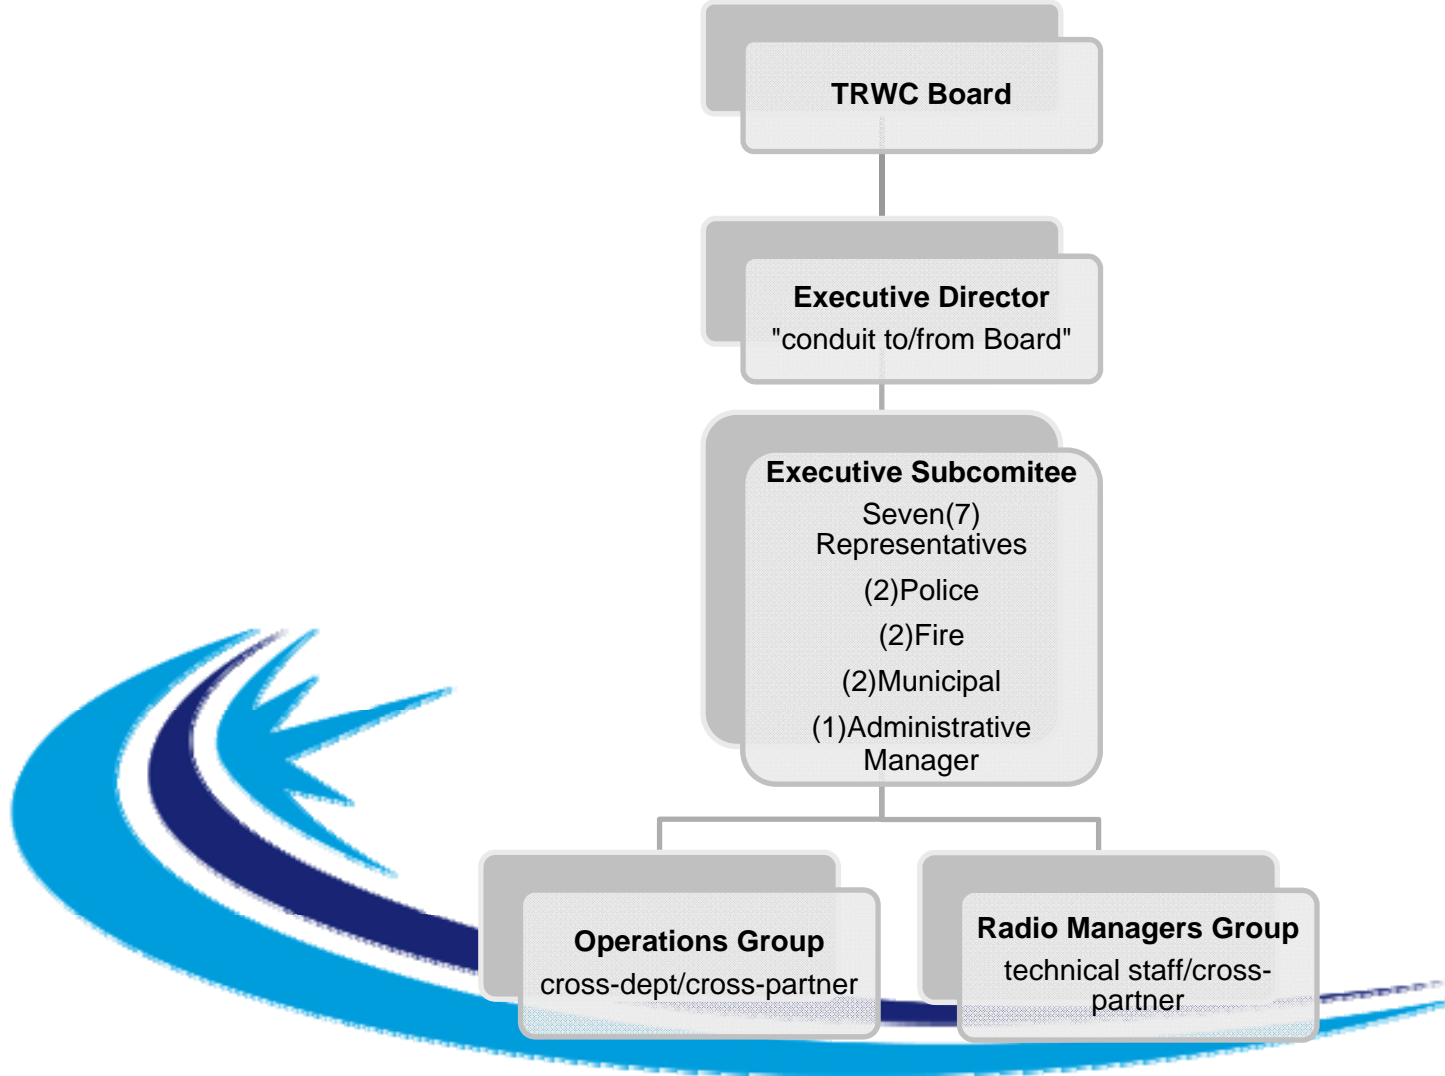 TRWC Board
Executive Director
"conduit to/from Board"
Executive Subcomitee
Seven(7)
Representatives
(2)Police
(2)Fire
(2)Municipal
(1)Administrative
Manager
Operations Group
cross-dept/cross-partner
Radio Managers Group
technical staff/cross-
partner